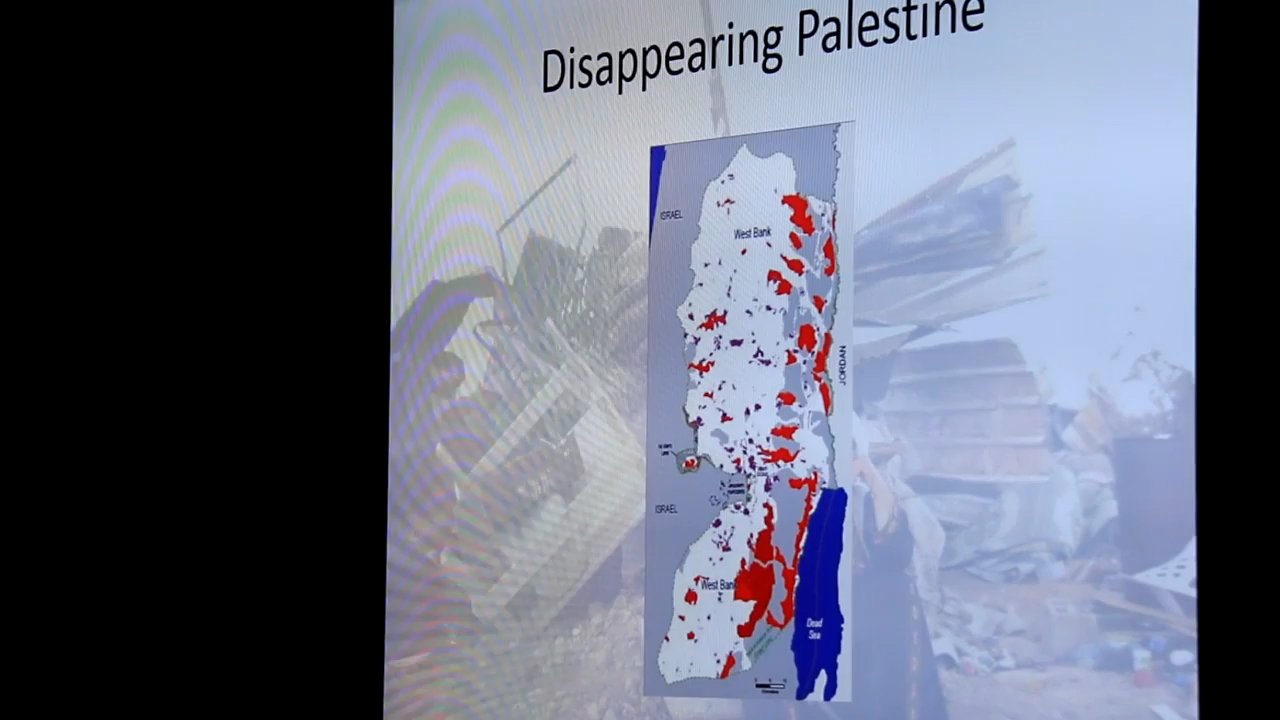 Disappearing Palestine
ISRAEL
West Bank
JORDAN
ISRAEL
West Bank
Dead
Sea